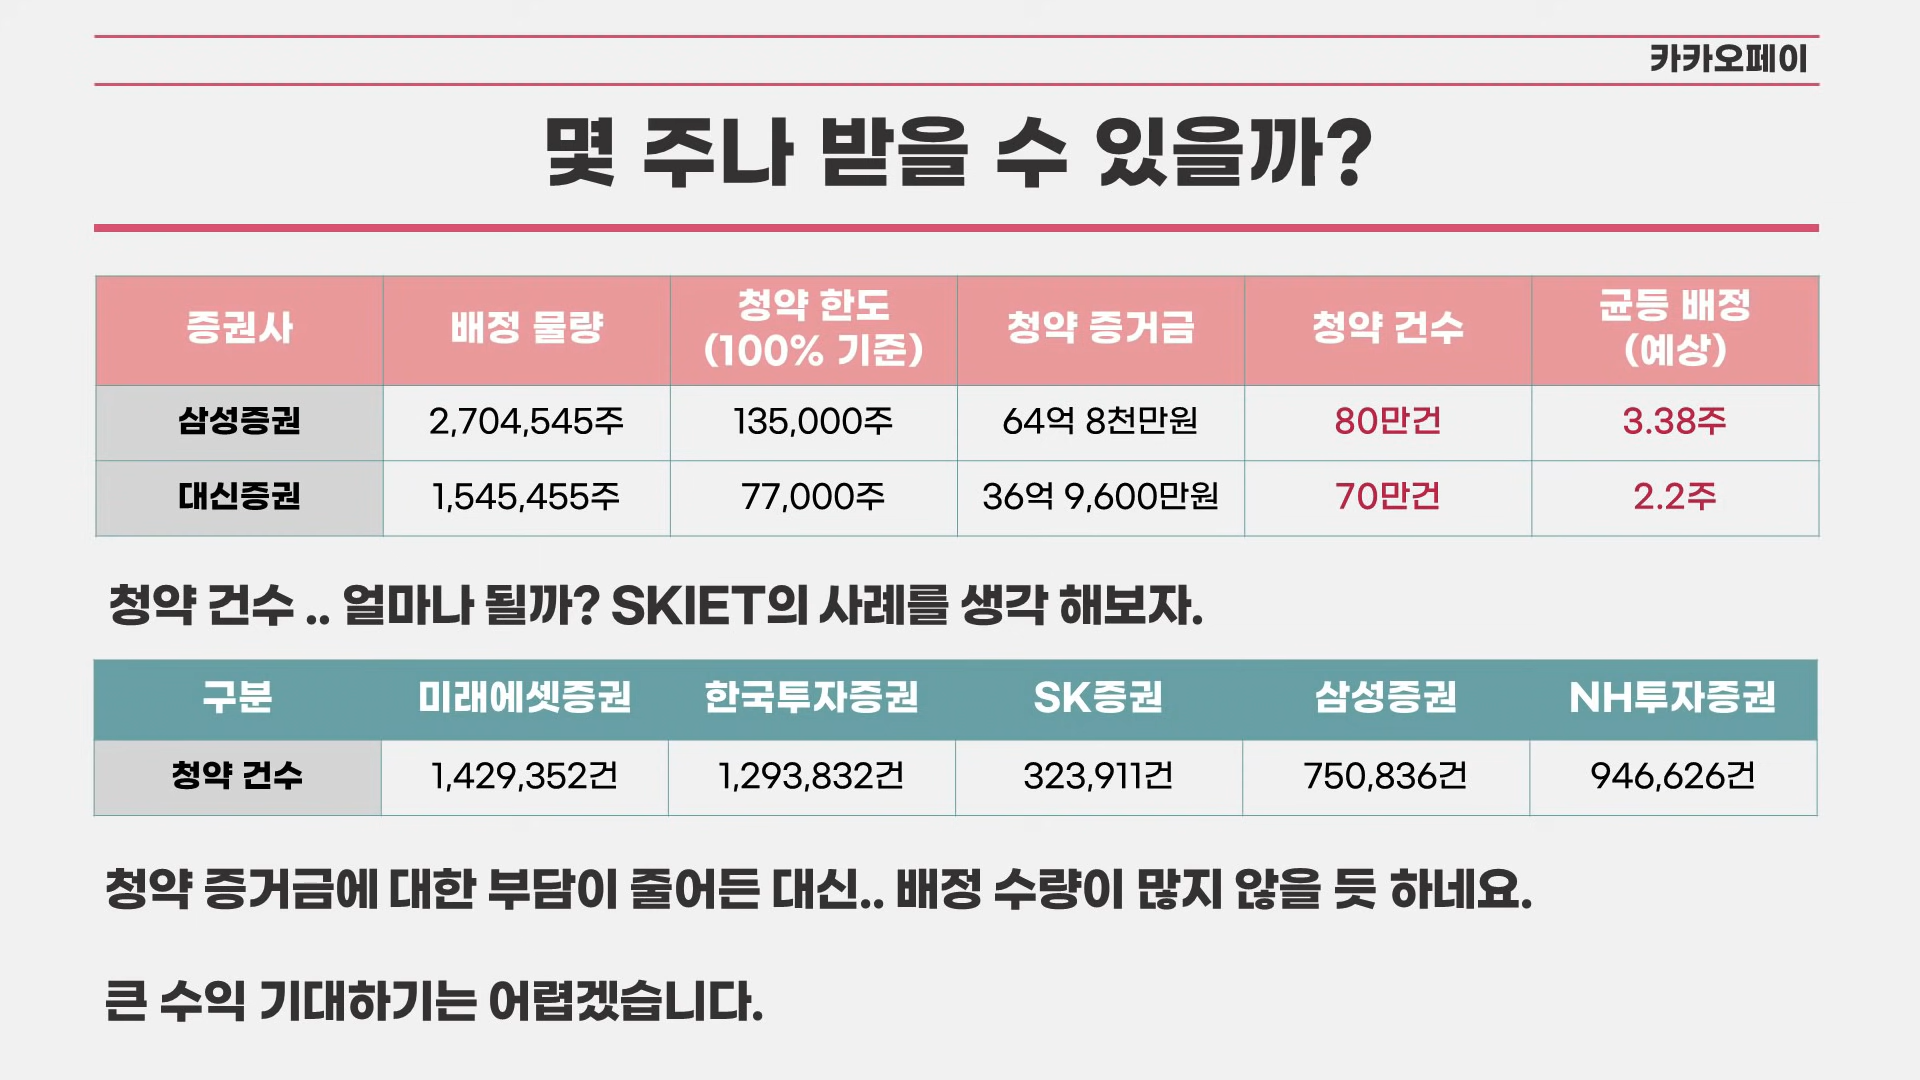 카카오페이
몇 주나 받을 수 있을까?
증권사 배정 물량 청약 한도 (100% 기준) 청약 증거금 청약 건수 균등 배정 (예상)
삼성증권 2,704,545주 135,000주 64억 8천만원 80만건 3.38주
대신증권 1,545,455주 77,000주 36억 9,600만원 70만건 2.2주
청약 건수 .. 얼마나 될까? SKIET의 사례를 생각 해보자.
구분 미래에셋증권 한국투자증권 SK증권 삼성증권 NH투자증권
청약 건수 1,429,352건 1,293,832건 323,911건 750,836건 946,626건
청약 증거금에 대한 부담이 줄어든 대신.. 배정 수량이 많지 않을 듯 하네요.
큰 수익 기대하기는 어렵겠습니다.